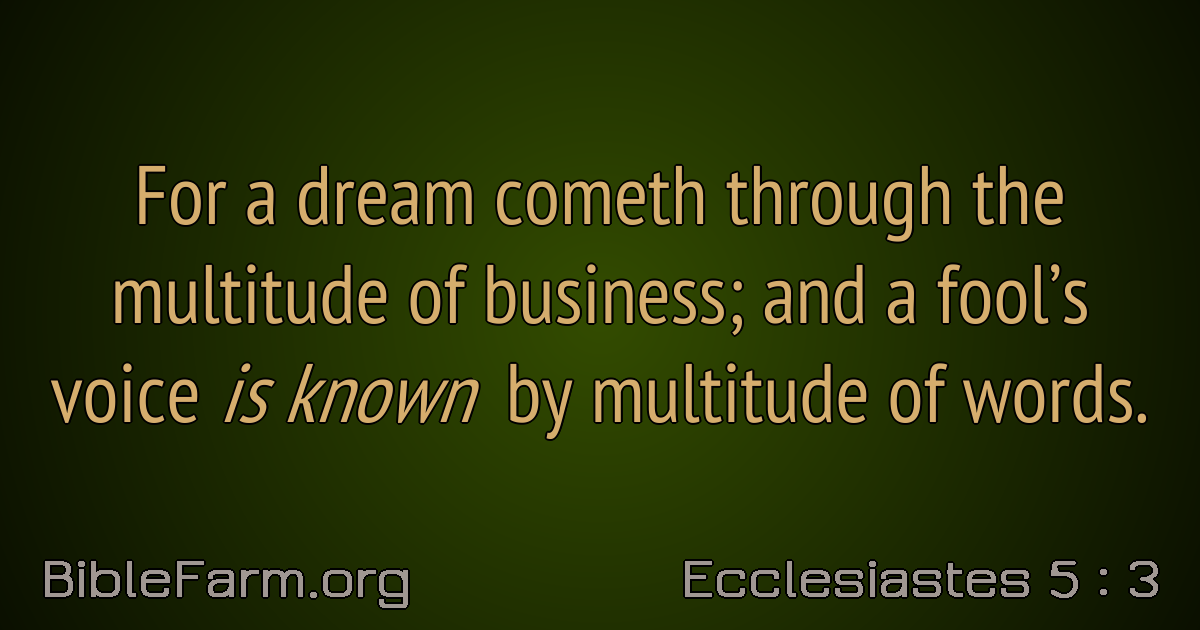 For a dream cometh through the
multitude of business; and a fool’s
voice is known by multitude of words.
BibleFarm.org
Ecclesiastes 5 : 3